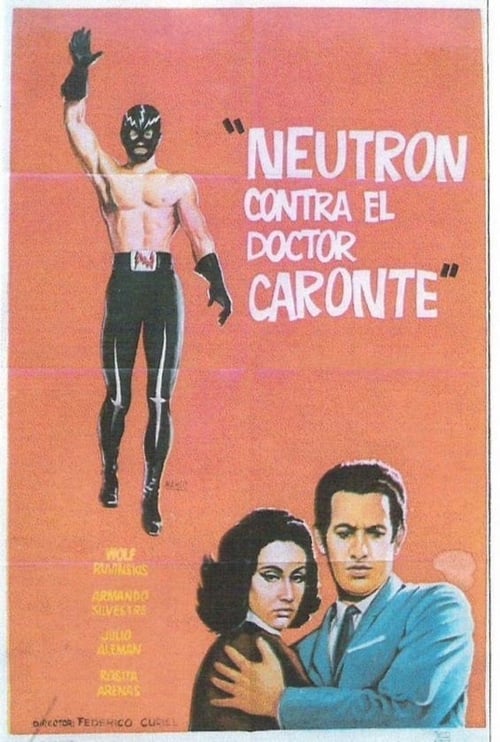 "NEUTRON
CONTRA EL
DOCTOR
CARONTE"
WOLF
RUVINSKIS
ARMANDO
SILVESTRE
JULIO
ALEMAN
ROSITA
ARENAS
DIRECTOR: FEDERICO CURIEL